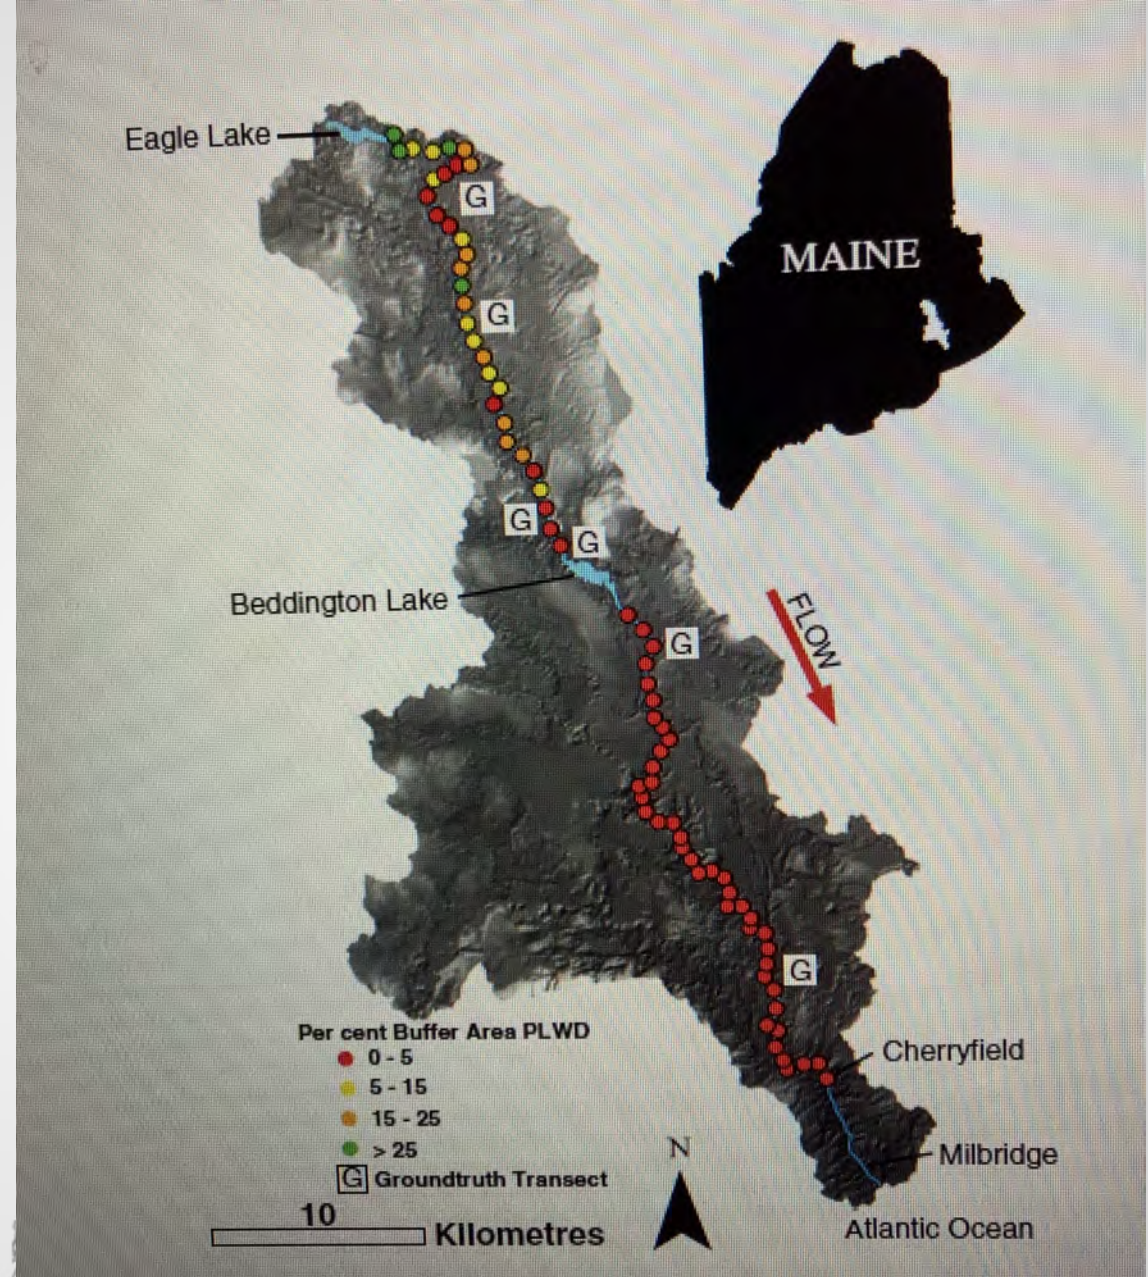 Eagle Lake
G
MAINE
G
G
G
Beddington Lake
FLOW
G
G
Per cent Buffer Area PLWD
0 - 5
5 - 15
15 - 25
> 25
G Groundtruth Transect
Cherryfield
N
Milbridge
10
KIlometres
Atlantic Ocean